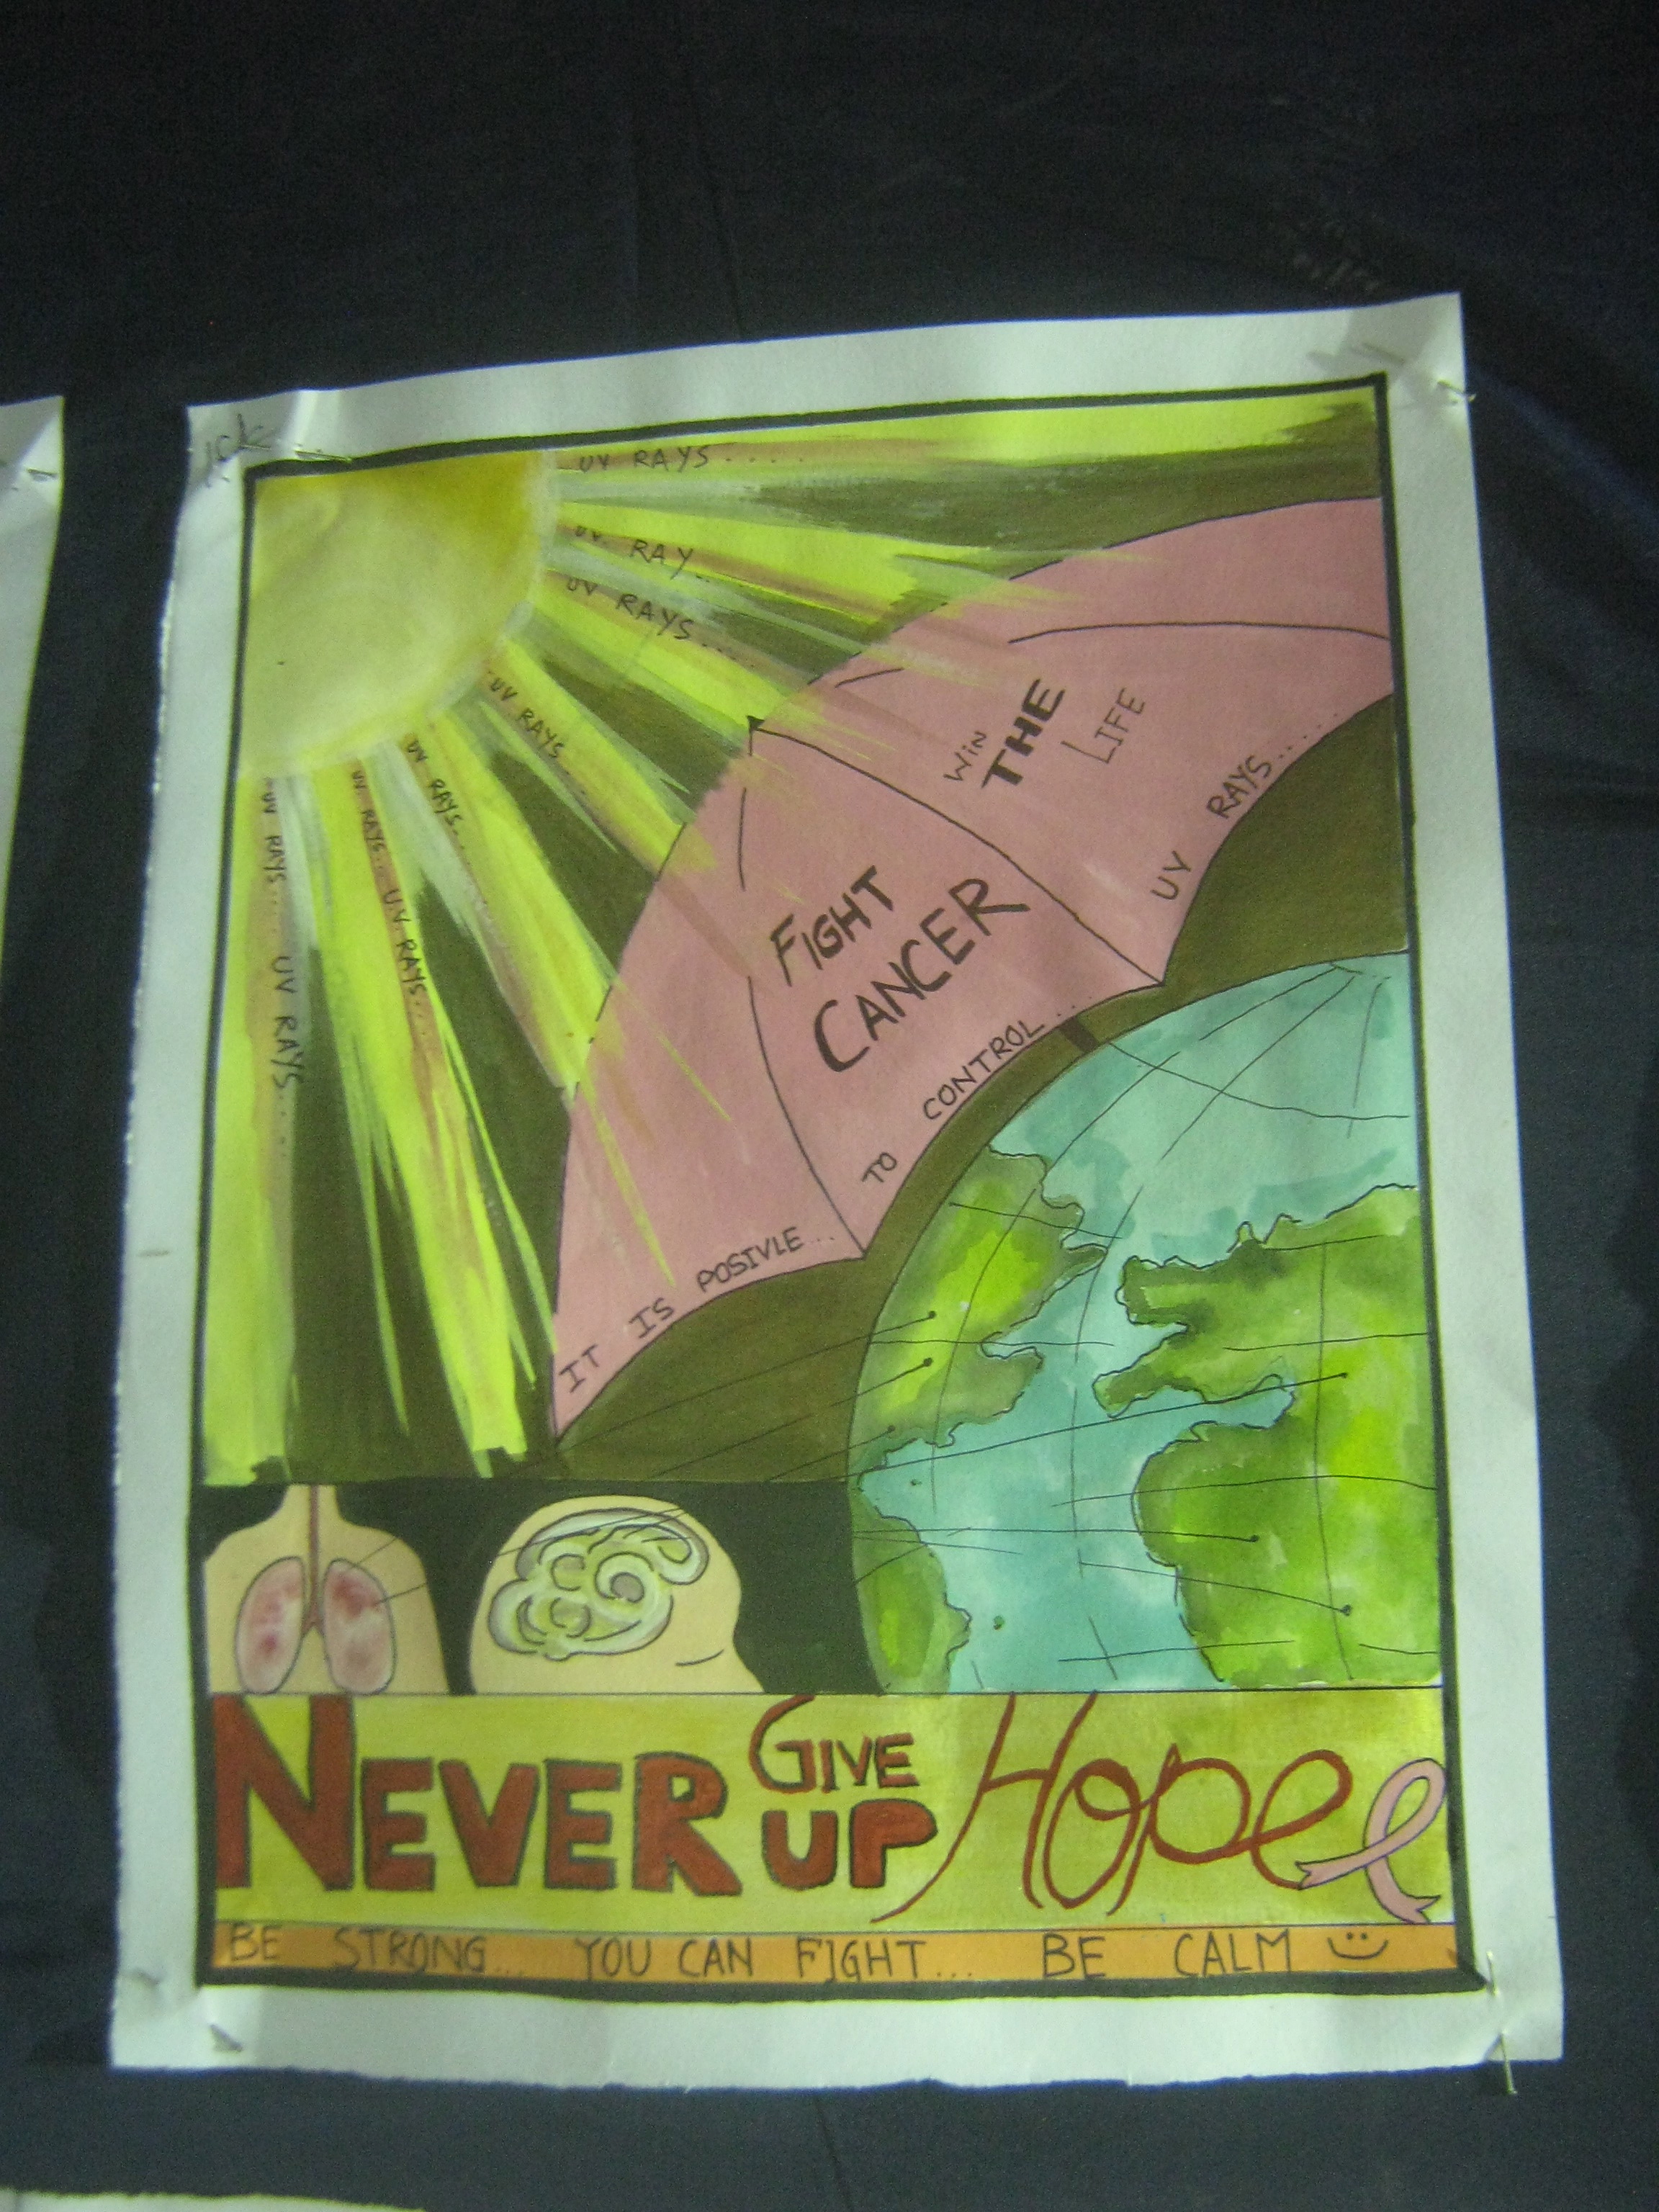 UV RAYS.....
UV RAY...
UV RAYS....
UV RAYS...
UV RAYS...
UV RAYS... UV RAYS...
UV RAYS.... UV RAYS....
WiN
THE
LIFE
FIGHT
CANCER
IT IS POSIVLE... TO CONTROL... UV RAYS.....
NEVER GIVE UP Hope
BE STRONG... YOU CAN FIGHT.... BE CALM